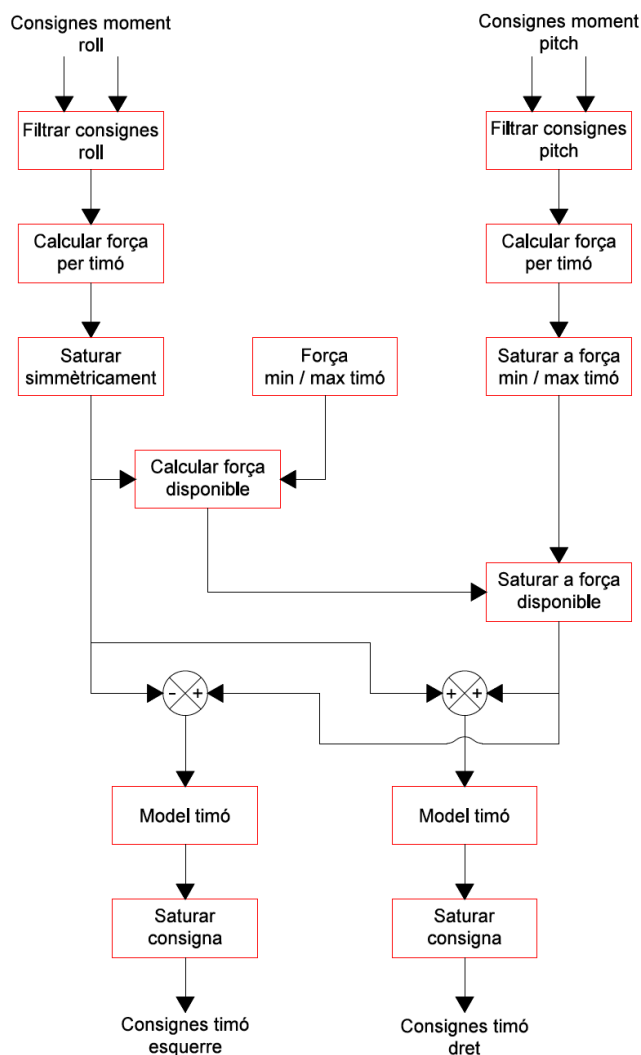 Consignes moment
roll
Consignes moment
pitch
Filtrar consignes
roll
Filtrar consignes
pitch
Calcular força
per timó
Calcular força
per timó
Saturar
simmètricament
Força
min / max timó
Saturar a força
min / max timó
Calcular força
disponible
Saturar a força
disponible
- +
+ +
Model timó
Model timó
Saturar
consigna
Saturar
consigna
Consignes timó
esquerre
Consignes timó
dret